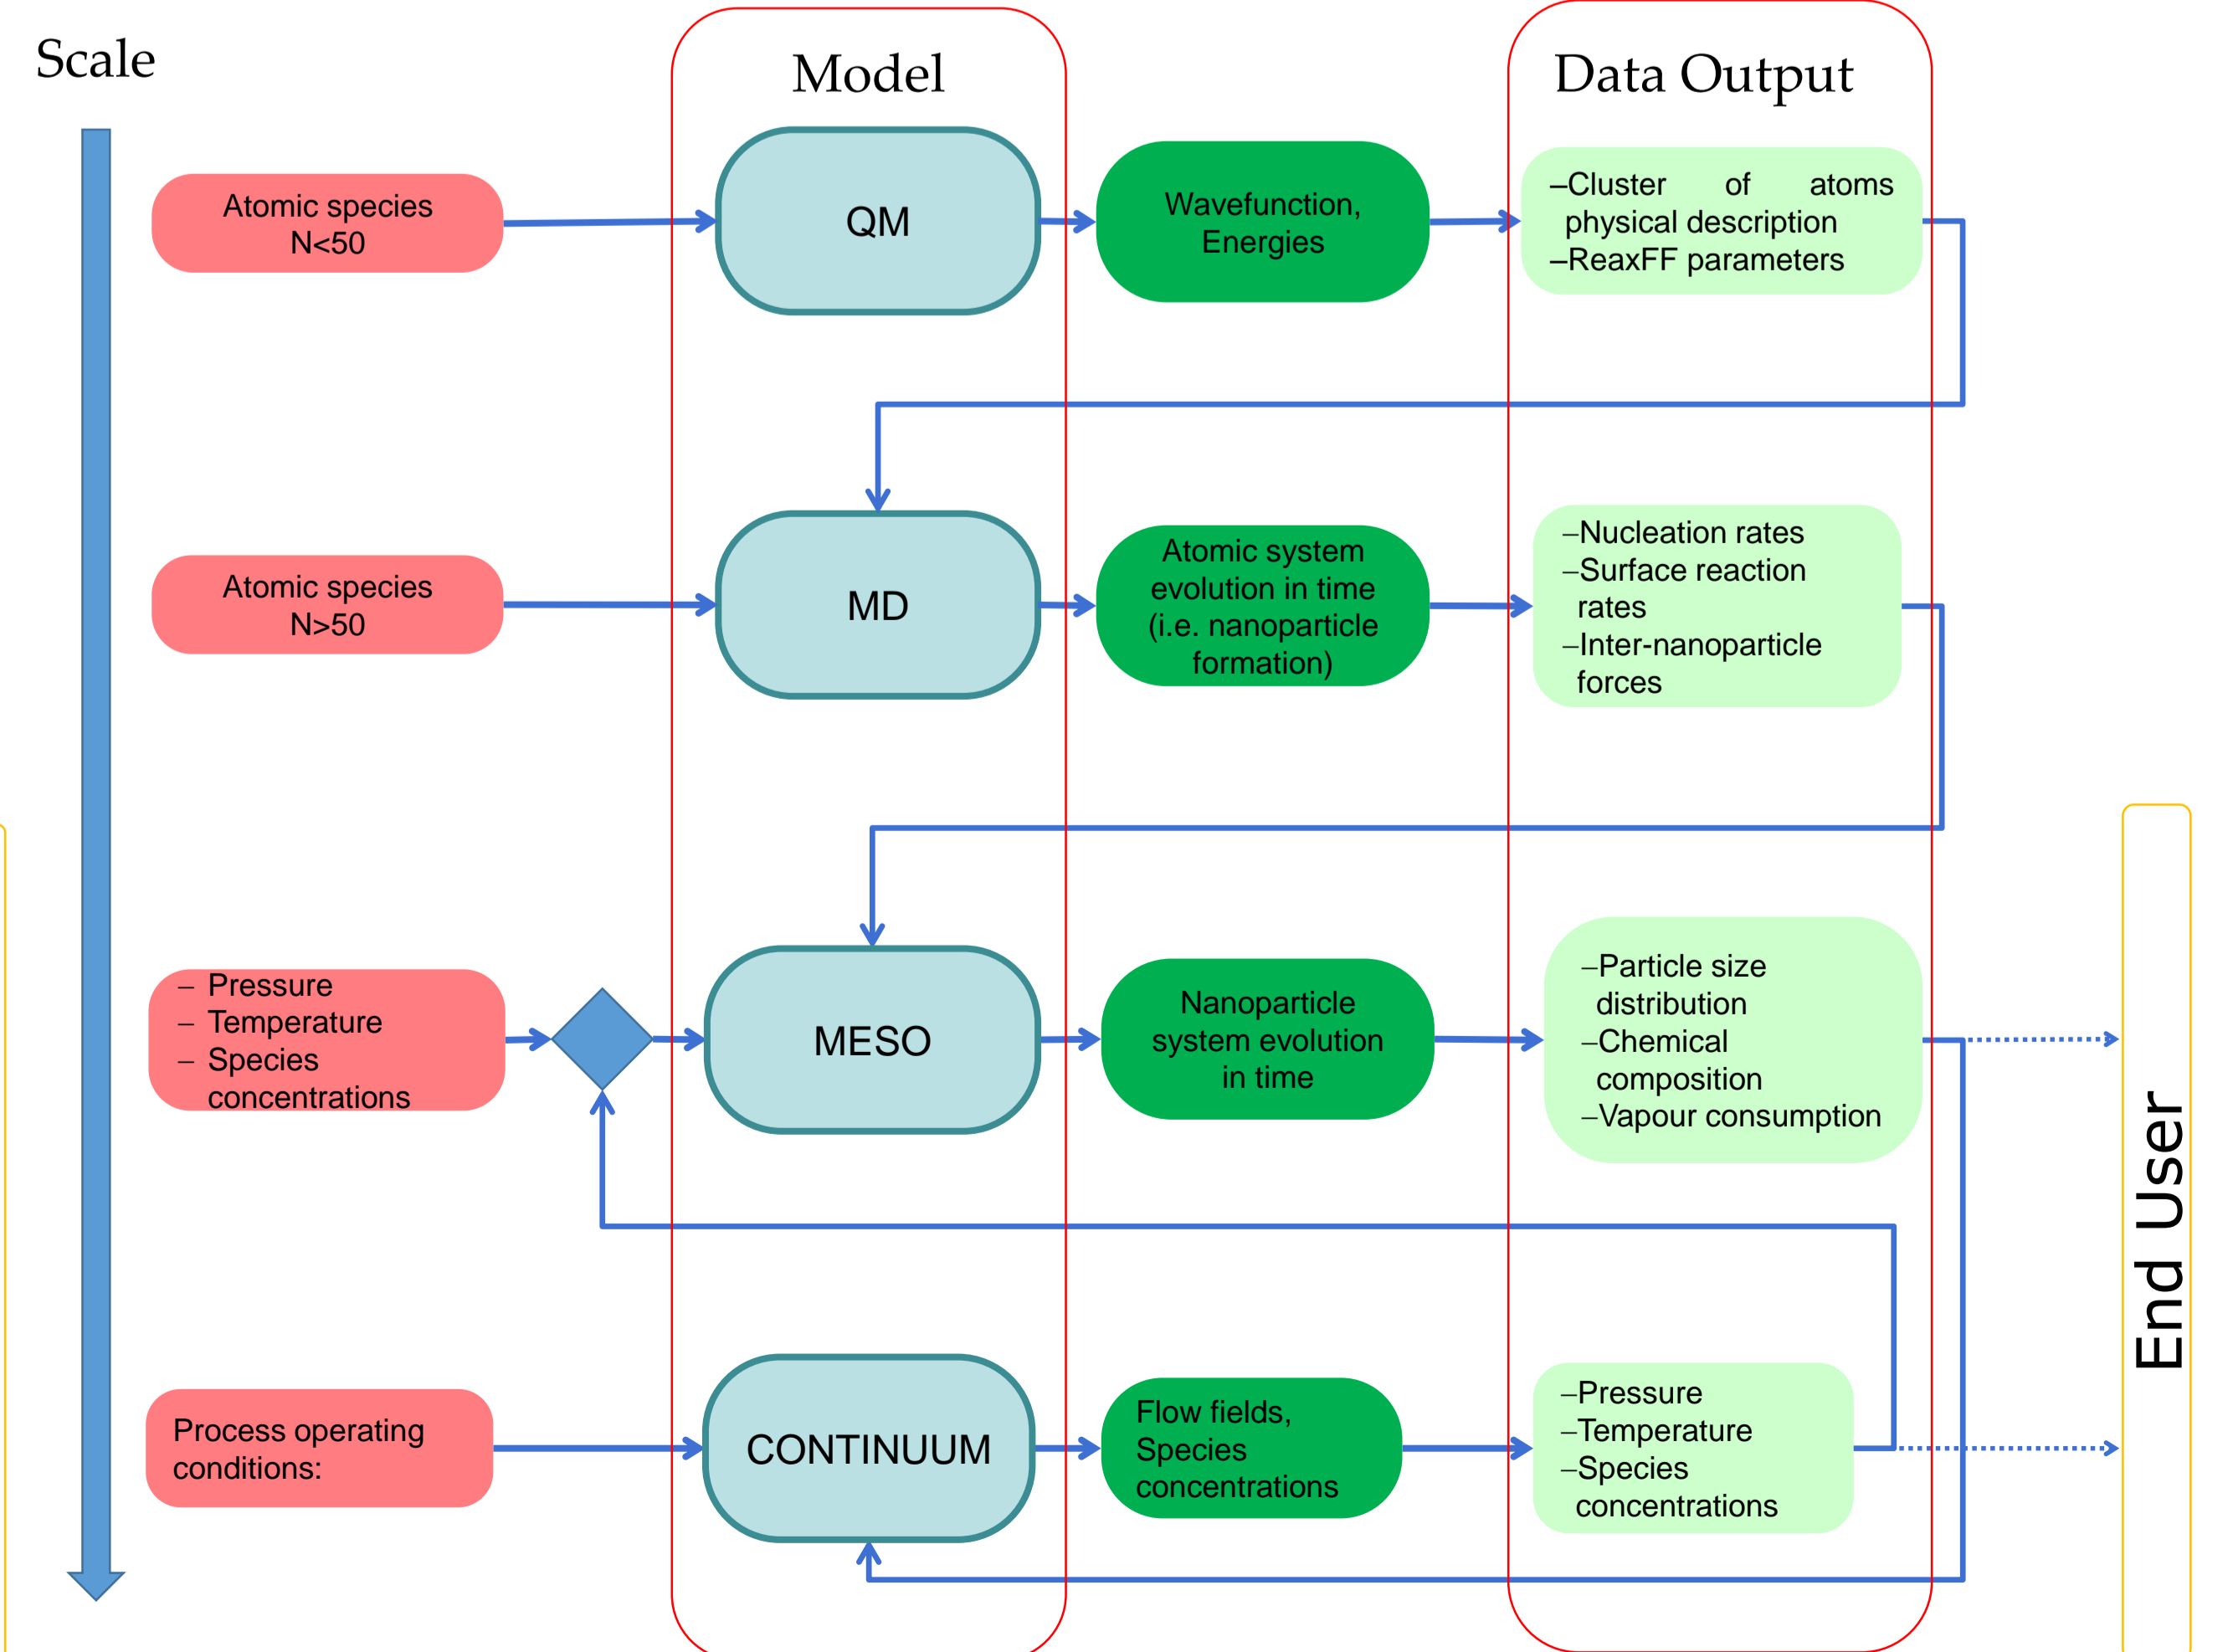 Scale
Model
Data Output
Atomic species
N<50
QM
Wavefunction,
Energies
–Cluster of atoms
physical description
–ReaxFF parameters
Atomic species
N>50
MD
Atomic system
evolution in time
(i.e. nanoparticle
formation)
–Nucleation rates
–Surface reaction
rates
–Inter-nanoparticle
forces
– Pressure
– Temperature
– Species
concentrations
MESO
Nanoparticle
system evolution
in time
–Particle size
distribution
–Chemical
composition
–Vapour consumption
End User
Process operating
conditions:
CONTINUUM
Flow fields,
Species
concentrations
–Pressure
–Temperature
–Species
concentrations